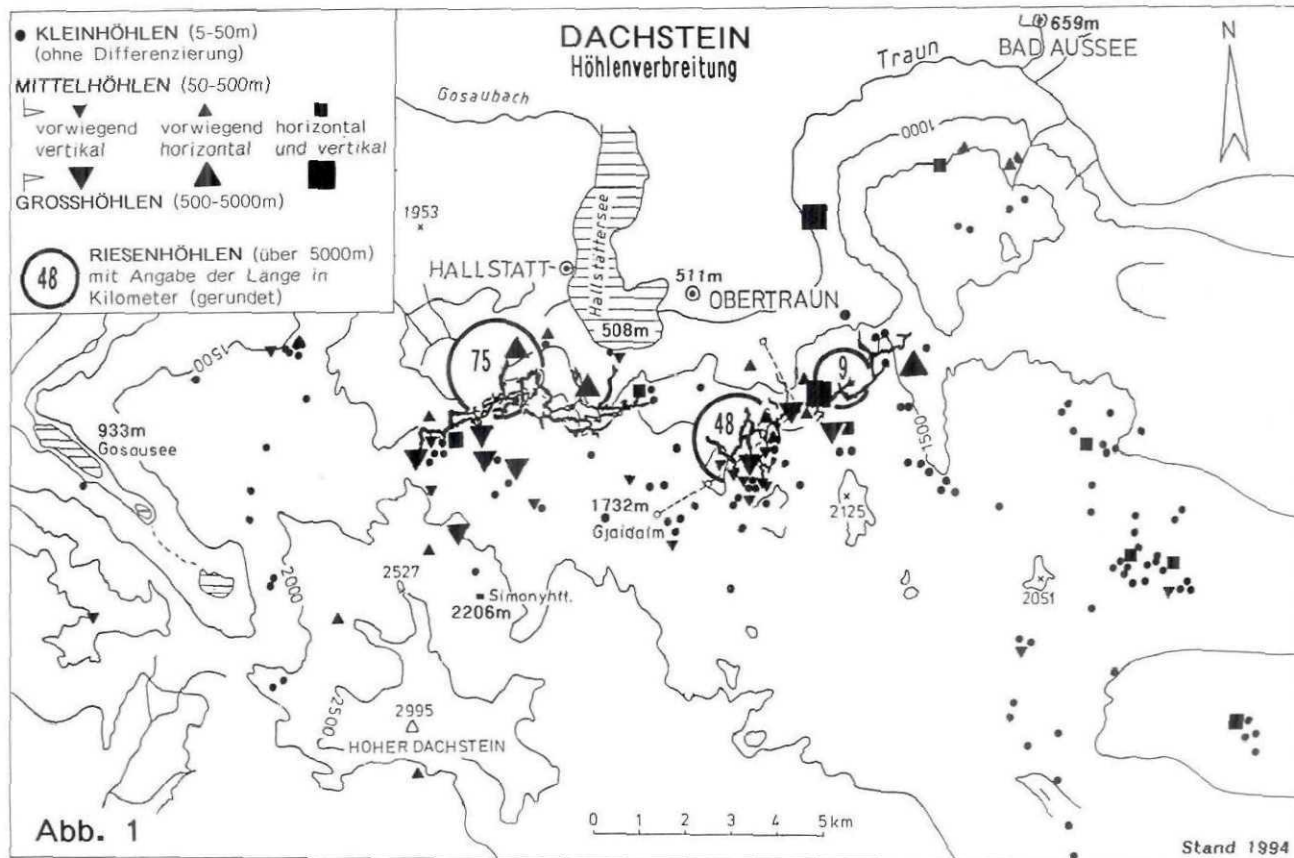 KLEINHÖHLEN (5-50m)
(ohne Differenzierung)
MITTELHÖHLEN (50-500m)
vorwiegend vorwiegend horizontal
vertikal horizontal und vertikal
GROSSHÖHLEN (500-5000m)
RIESENHÖHLEN (über 5000m)
48 mit Angabe der Länge in
Kilometer (gerundet)
DACHSTEIN
Höhlenverbreitung
659m
BAD AUSSEE
N
Traun
Gosaubach
1000
1953
Hallstättersee
HALLSTATT
511m
OBERTRAUN
508m
1500
75
9
48
1500
933m
Gosausee
1732m
Gjaidalm
2125
2000
2527
Simonyhtt.
2206m
2051
2500
2995
HOHER DACHSTEIN
0 1 2 3 4 5km
Abb. 1
Stand 1994